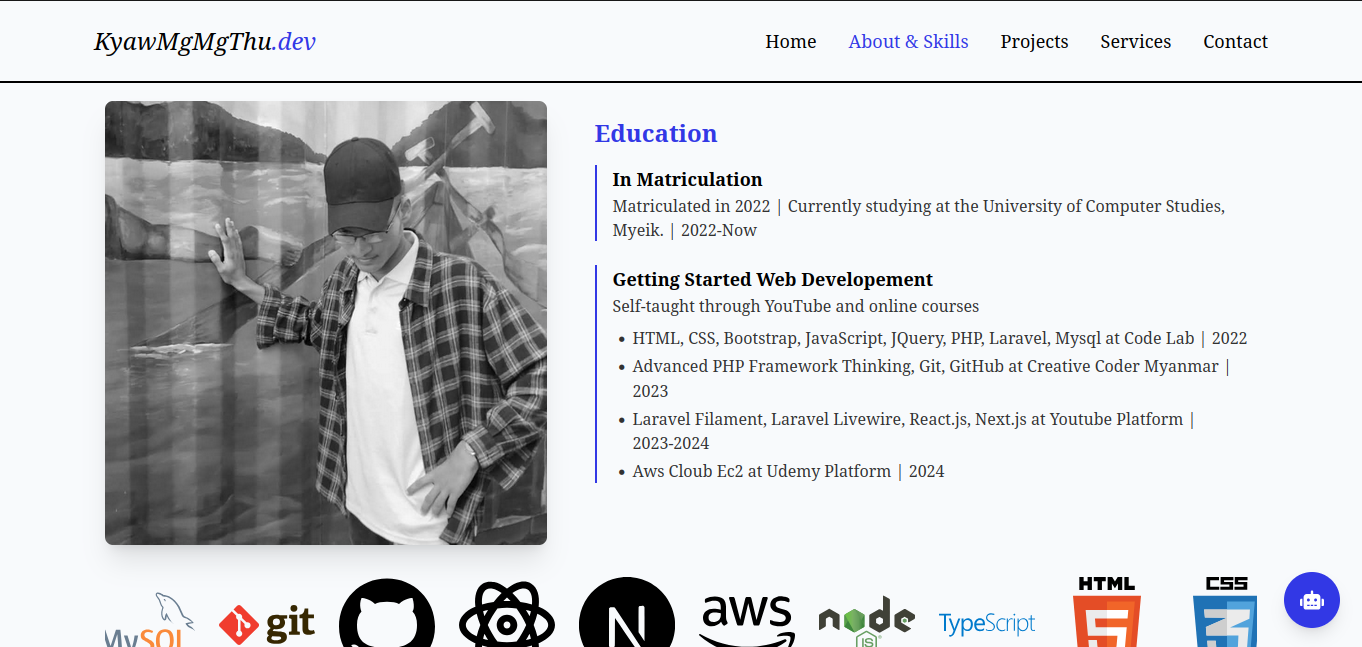 KyawMgMgThu.dev
Home About & Skills Projects Services Contact
Education
In Matriculation
Matriculated in 2022 | Currently studying at the University of Computer Studies,
Myeik. | 2022-Now
Getting Started Web Developement
Self-taught through YouTube and online courses
HTML, CSS, Bootstrap, JavaScript, JQuery, PHP, Laravel, Mysql at Code Lab | 2022
Advanced PHP Framework Thinking, Git, GitHub at Creative Coder Myanmar |
2023
Laravel Filament, Laravel Livewire, React.js, Next.js at Youtube Platform |
2023-2024
Aws Cloub Ec2 at Udemy Platform | 2024
MySQL git N aws node JS TypeScript HTML 5 CSS 3